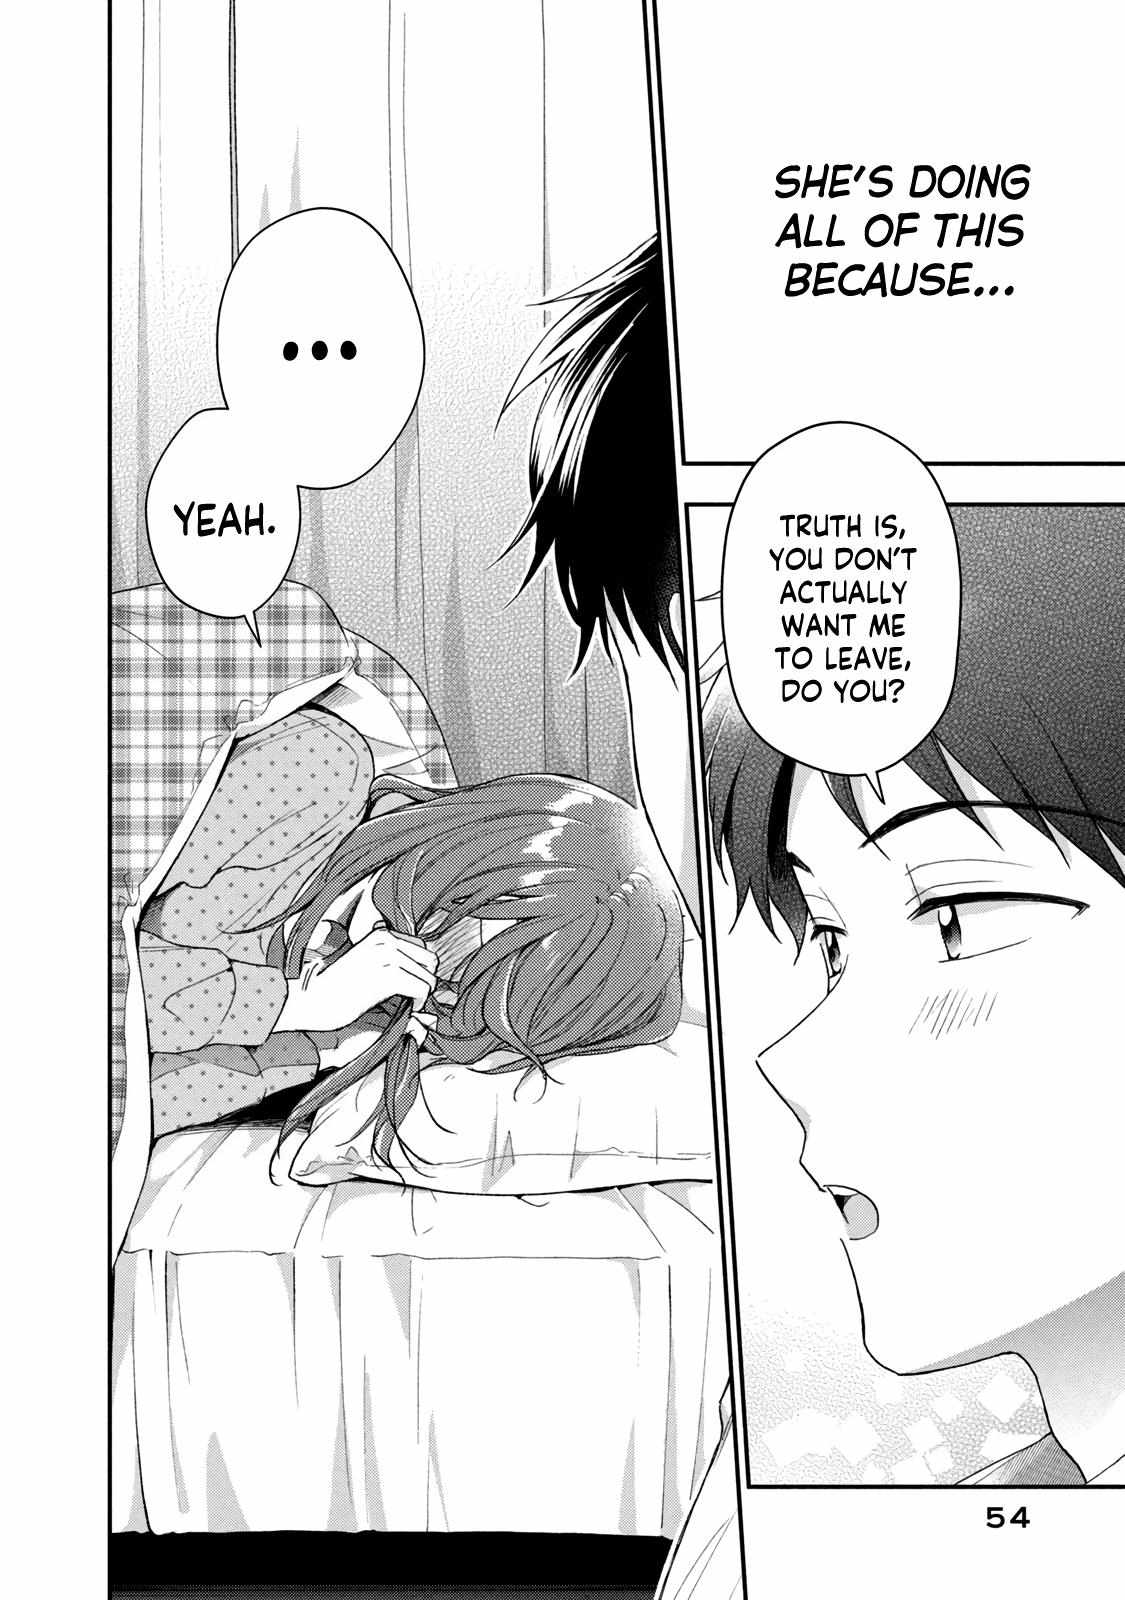 SHE'S DOING
ALL OF THIS
BECAUSE...
TRUTH IS,
YOU DON'T
ACTUALLY
WANT ME
TO LEAVE,
DO YOU?
...
YEAH.
54